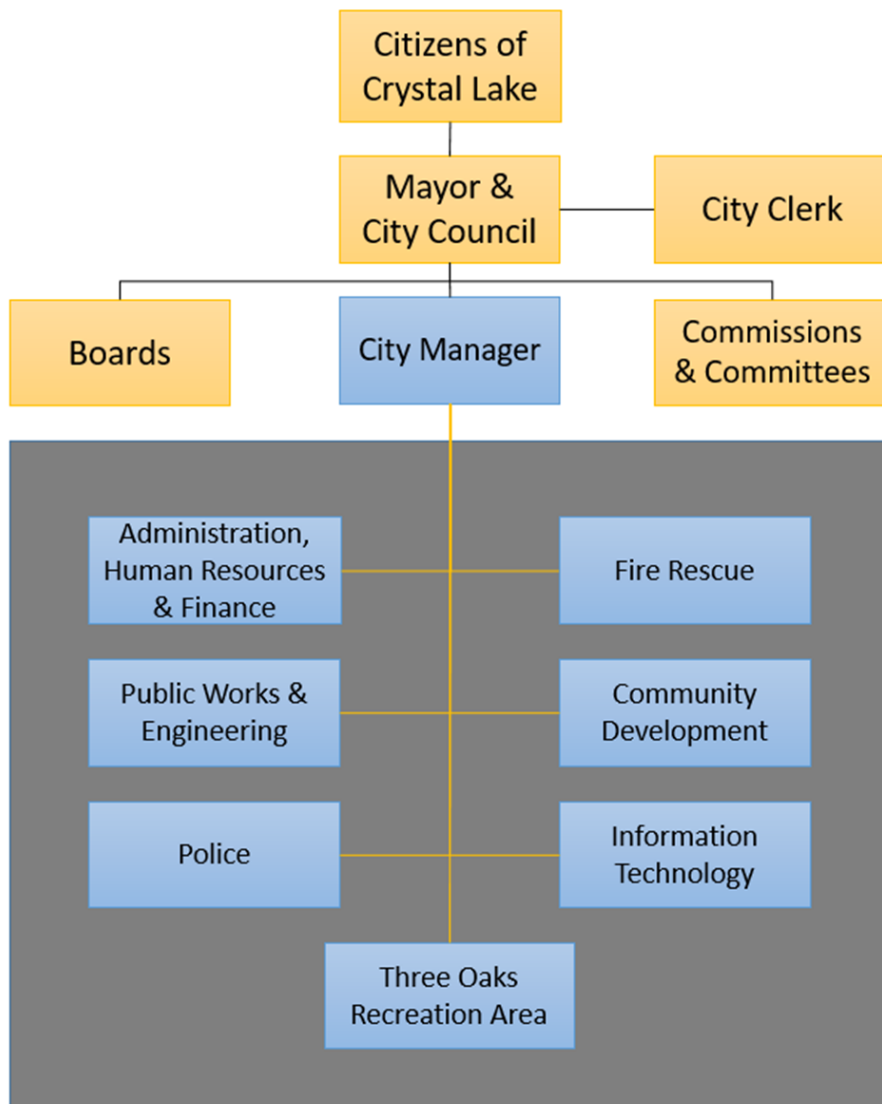 Citizens of
Crystal Lake
Mayor &
City Council
City Clerk
Boards
City Manager
Commissions
& Committees
Administration,
Human Resources
& Finance
Fire Rescue
Public Works &
Engineering
Community
Development
Police
Information
Technology
Three Oaks
Recreation Area